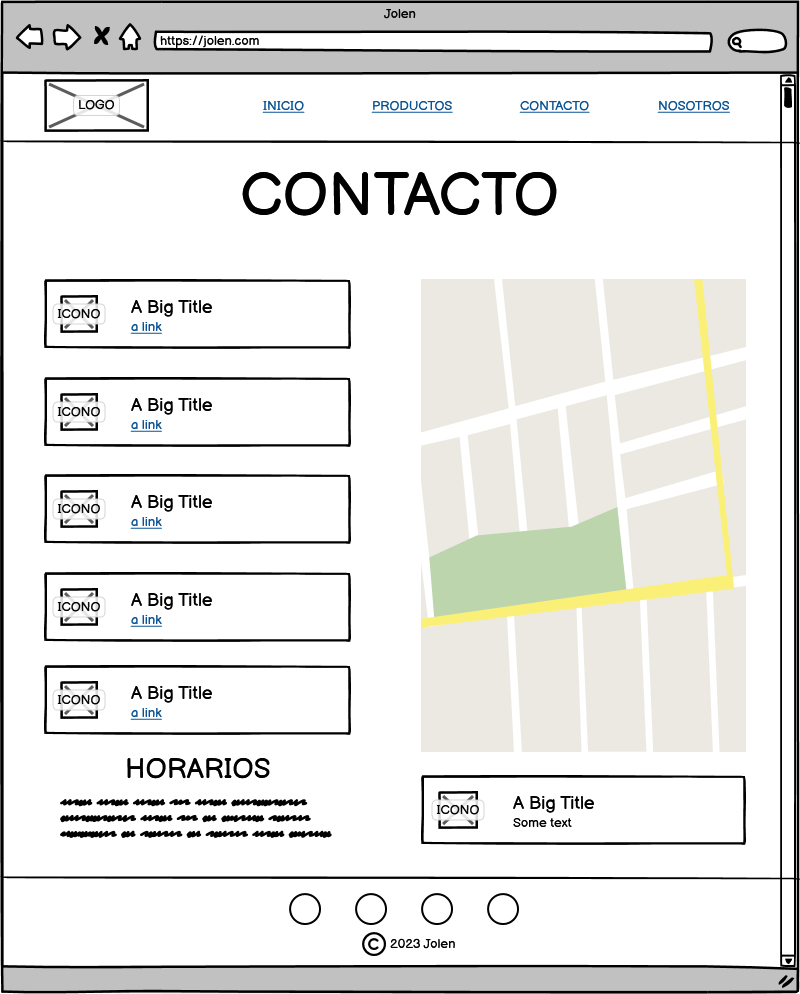 Jolen
https://jolen.com
LOGO
INICIO PRODUCTOS CONTACTO NOSOTROS
CONTACTO
ICONO
A Big Title
a link
ICONO
A Big Title
a link
ICONO
A Big Title
a link
ICONO
A Big Title
a link
ICONO
A Big Title
a link
HORARIOS
ICONO
A Big Title
Some text
© 2023 Jolen